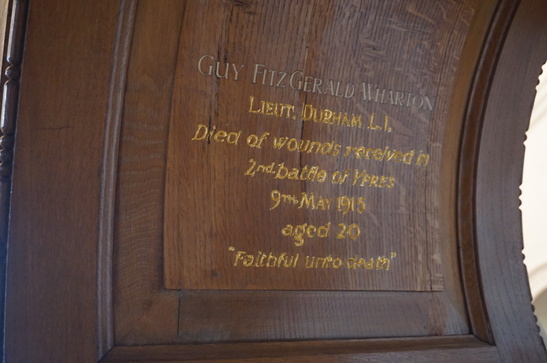 GUY FITZGERALD WHARTON
LIEUT. DURHAM. L.I.
Died of wounds received in
2nd battle of YPRES
9TH MAY 1915
aged 20
"Faithful unto death"